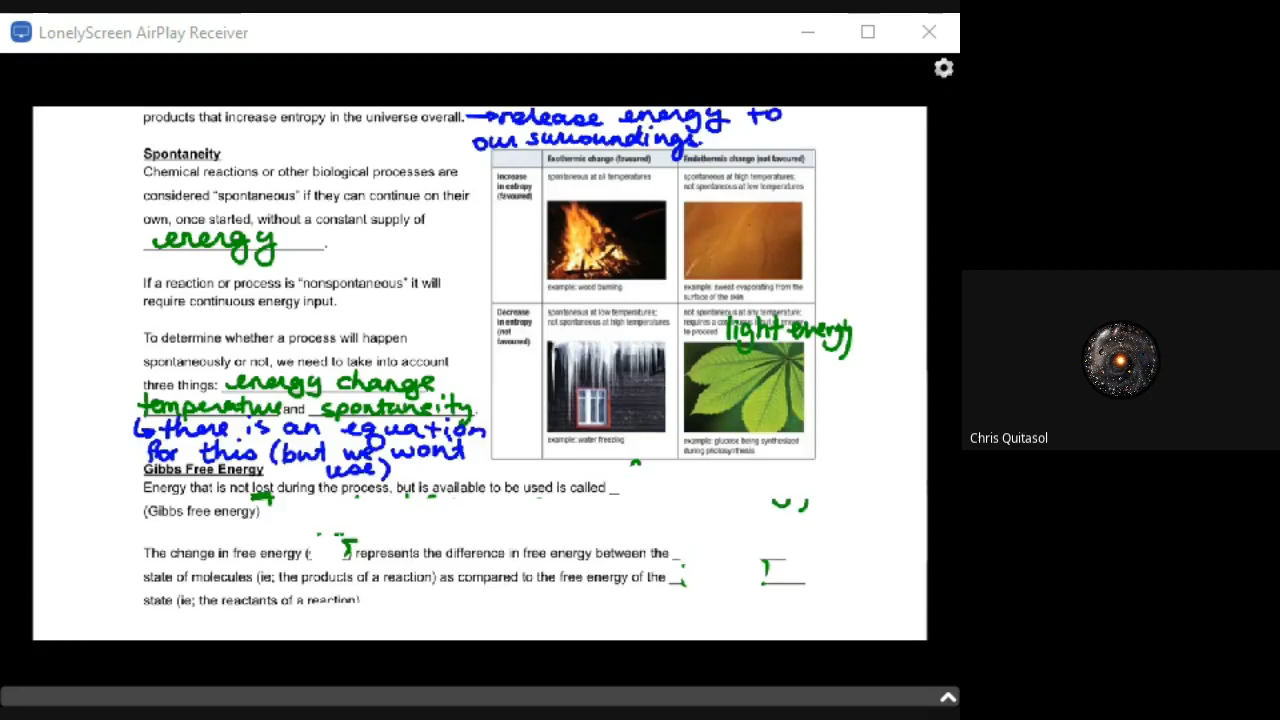 LonelyScreen AirPlay Receiver
products that increase entropy in the universe overall. →release energy to
our surroundings.
Spontaneity
Chemical reactions or other biological processes are
considered “spontaneous” if they can continue on their
own, once started, without a constant supply of
energy.
If a reaction or process is “nonspontaneous” it will
require continuous energy input.
To determine whether a process will happen
spontaneously or not, we need to take into account
three things: energy change
temperature and spontaneity.
↳there is an equation
for this (but we wont
use)
Exothermic change (favoured) Endothermic change (not favoured)
Increase
in entropy
(favoured)
spontaneous at all temperatures
spontaneous at high temperatures;
not spontaneous at low temperatures
example: wood burning
example: sweat evaporating from the
surface of the skin
Decrease
in entropy
(not
favoured)
spontaneous at low temperatures;
not spontaneous at high temperatures
not spontaneous at any temperature;
requires a
to proceed
light energy
example: water freezing
example: glucose being synthesized
during photosynthesis
Gibbs Free Energy
Energy that is not lost during the process, but is available to be used is called _
(Gibbs free energy)
The change in free energy ( ) represents the difference in free energy between the _
state of molecules (ie; the products of a reaction) as compared to the free energy of the _
state (ie; the reactants of a reaction)
Chris Quitasol